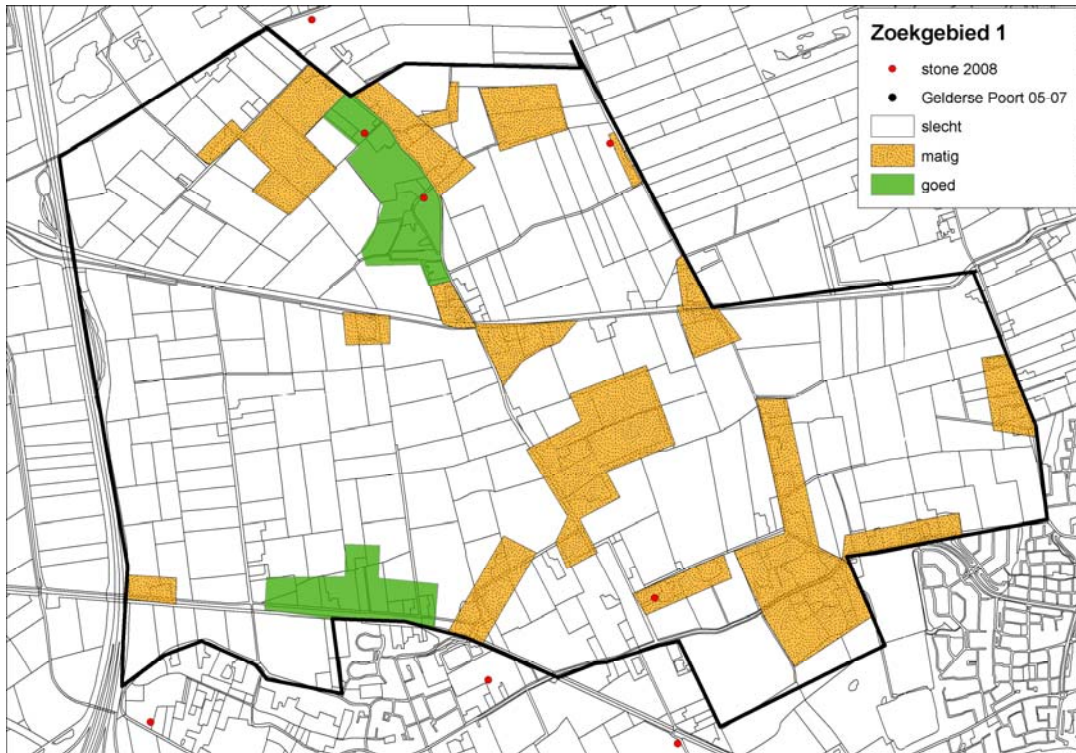 Zoekgebied 1
stone 2008
Gelderse Poort 05-07
slecht
matig
goed